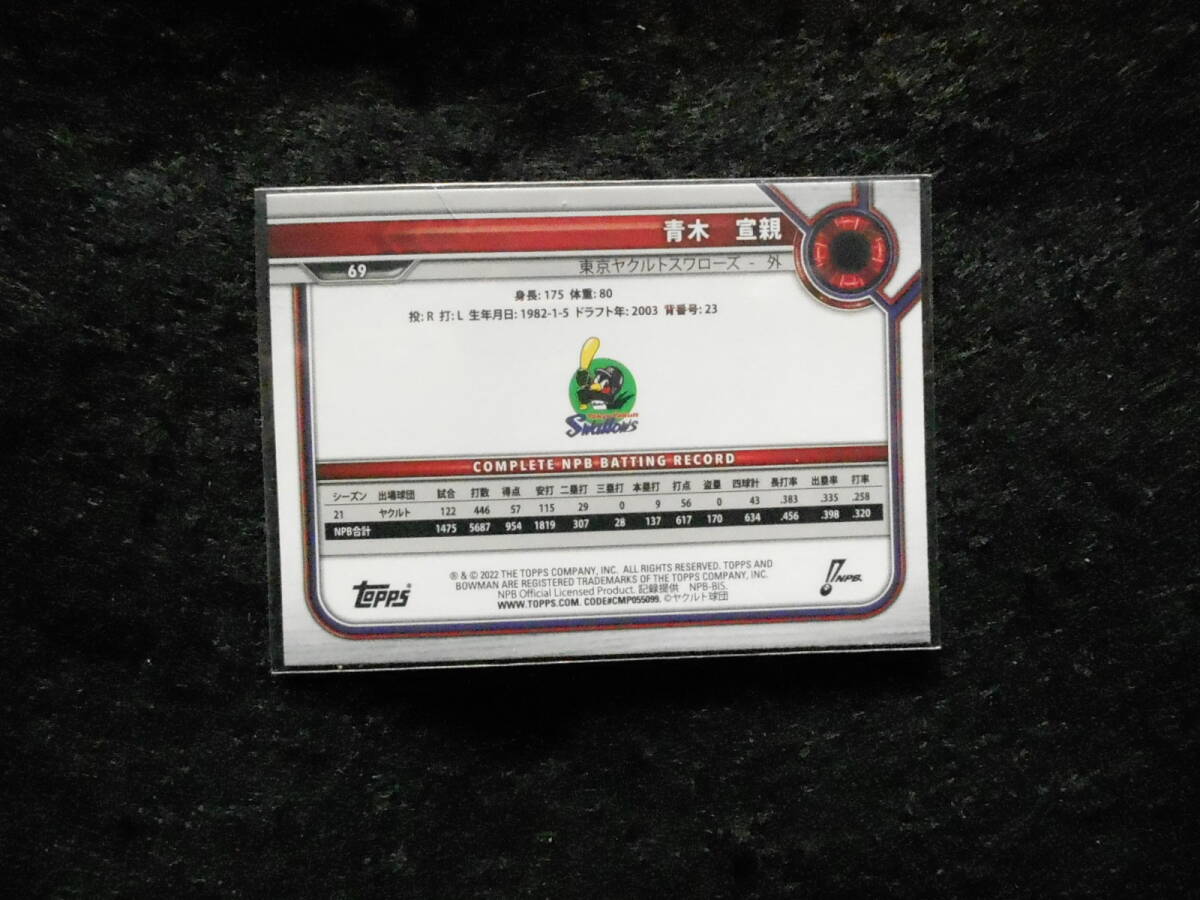 青木 宣親
69
東京ヤクルトスワローズ - 外
身長: 175 体重: 80
投: R 打: L 生年月日: 1982-1-5 ドラフト年: 2003 背番号: 23
Tokyo Yakult
Swallows
COMPLETE NPB BATTING RECORD
シーズン 出場球団 試合 打数 得点 安打 二塁打 三塁打 本塁打 打点 盗塁 四球計 長打率 出塁率 打率
21 ヤクルト 122 446 57 115 29 0 9 56 0 43 .383 .335 .258
NPB合計 1475 5687 954 1819 307 28 137 617 170 634 .456 .398 .320
topps®
® & © 2022 THE TOPPS COMPANY, INC. ALL RIGHTS RESERVED. TOPPS AND
BOWMAN ARE REGISTERED TRADEMARKS OF THE TOPPS COMPANY, INC.
NPB Official Licensed Product. 記録提供 NPB-BIS.
WWW.TOPPS.COM. CODE#CMP055099. ©ヤクルト球団
NPB.